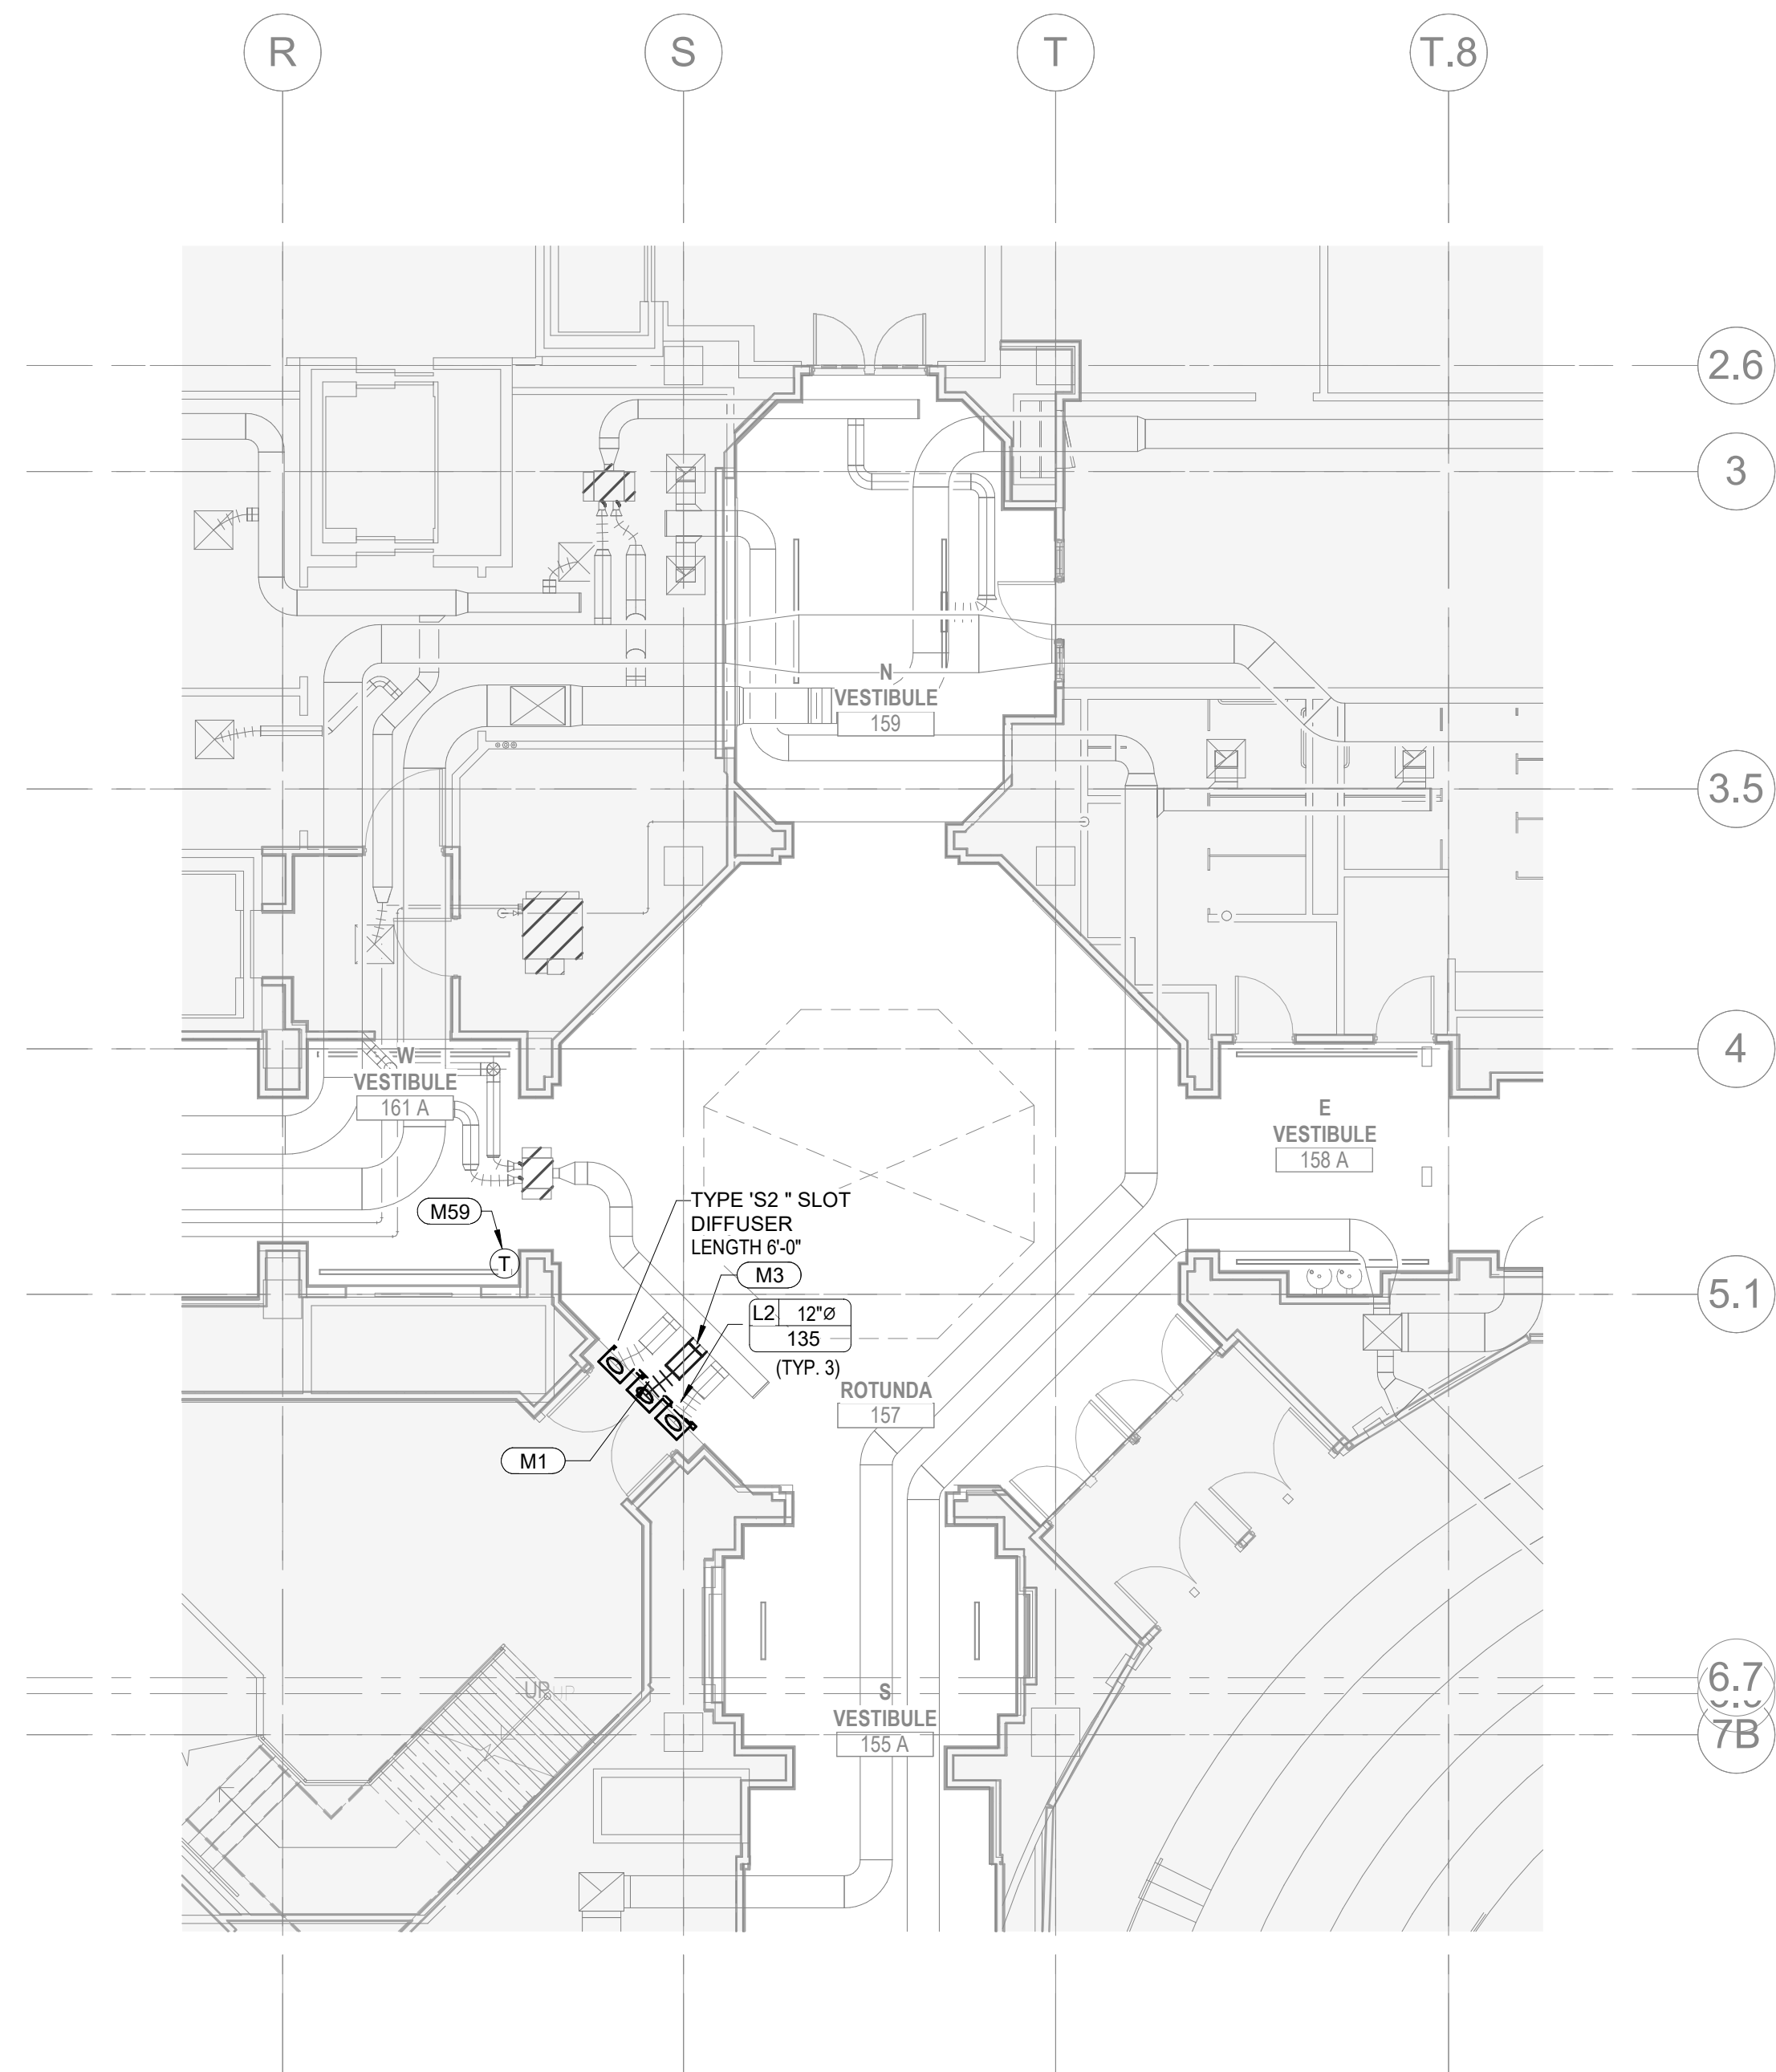 R
S
T
T.8
2.6
3
N
VESTIBULE
159
3.5
4
W
VESTIBULE
161 A
E
VESTIBULE
158 A
TYPE 'S2 " SLOT
DIFFUSER
LENGTH 6'-0"
M59
T
M3
5.1
L2 12"Ø
135
(TYP. 3)
ROTUNDA
157
M1
6.7
UP
UP
S
VESTIBULE
155 A
7B